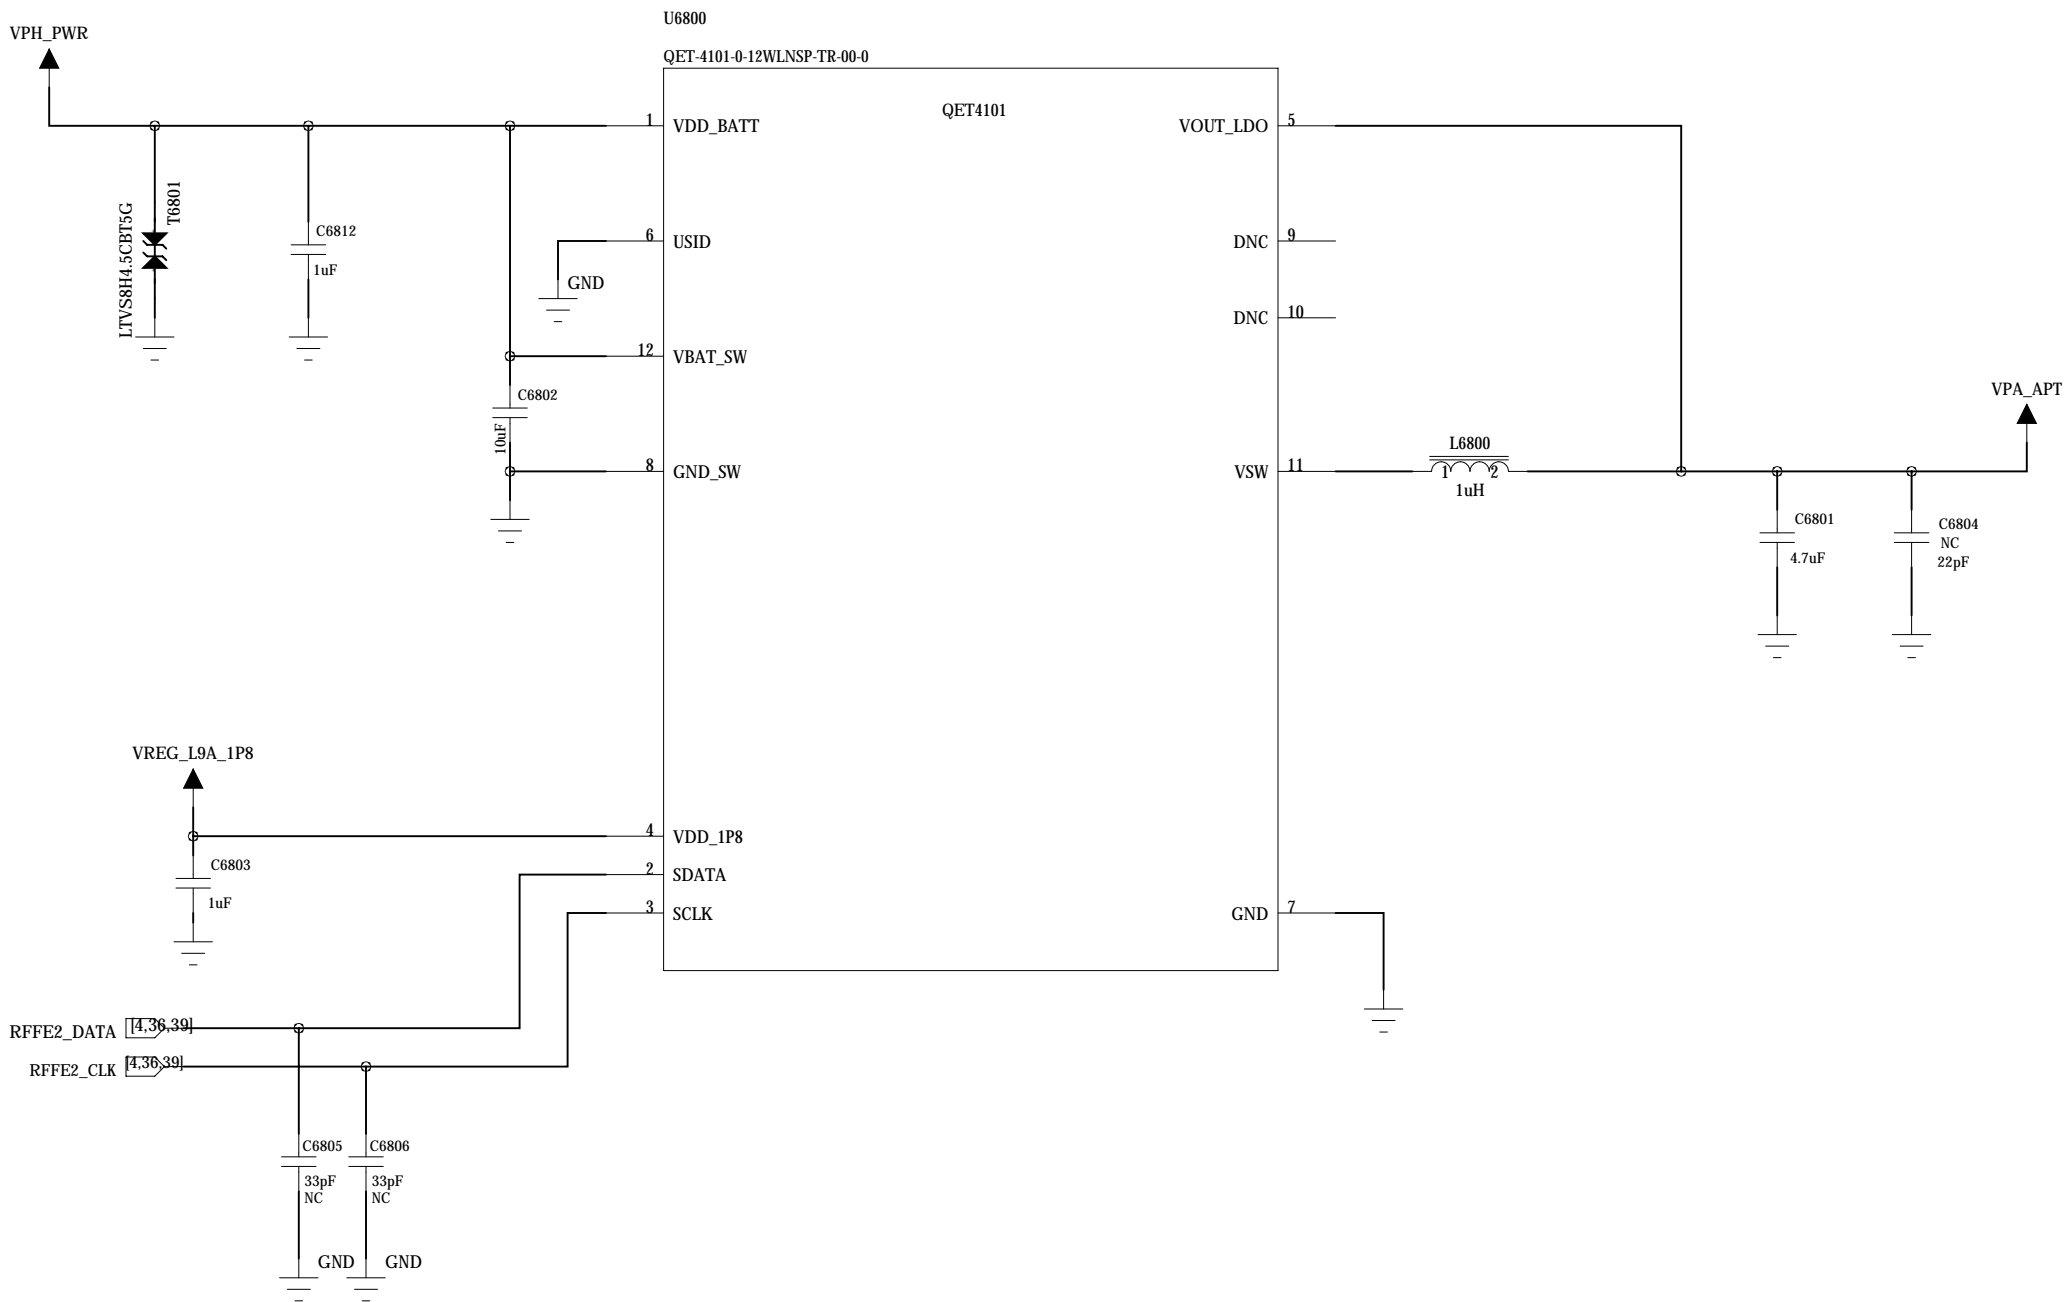 U6800
VPH_PWR
QET-4101-0-12WLNSP-TR-00-0
QET4101
1 VDD_BATT
VOUT_LDO 5
T6801
LTVS8H4.5CBT5G
C6812
1uF
6 USID
DNC 9
GND
DNC 10
12 VBAT_SW
C6802
10uF
VPA_APT
L6800
8 GND_SW
VSW 11
1 2
1uH
C6801
4.7uF
C6804
NC
22pF
VREG_L9A_1P8
4 VDD_1P8
C6803
1uF
2 SDATA
3 SCLK
GND 7
RFFE2_DATA [4,36,39]
RFFE2_CLK [4,36,39]
C6805
33pF
NC
C6806
33pF
NC
GND
GND